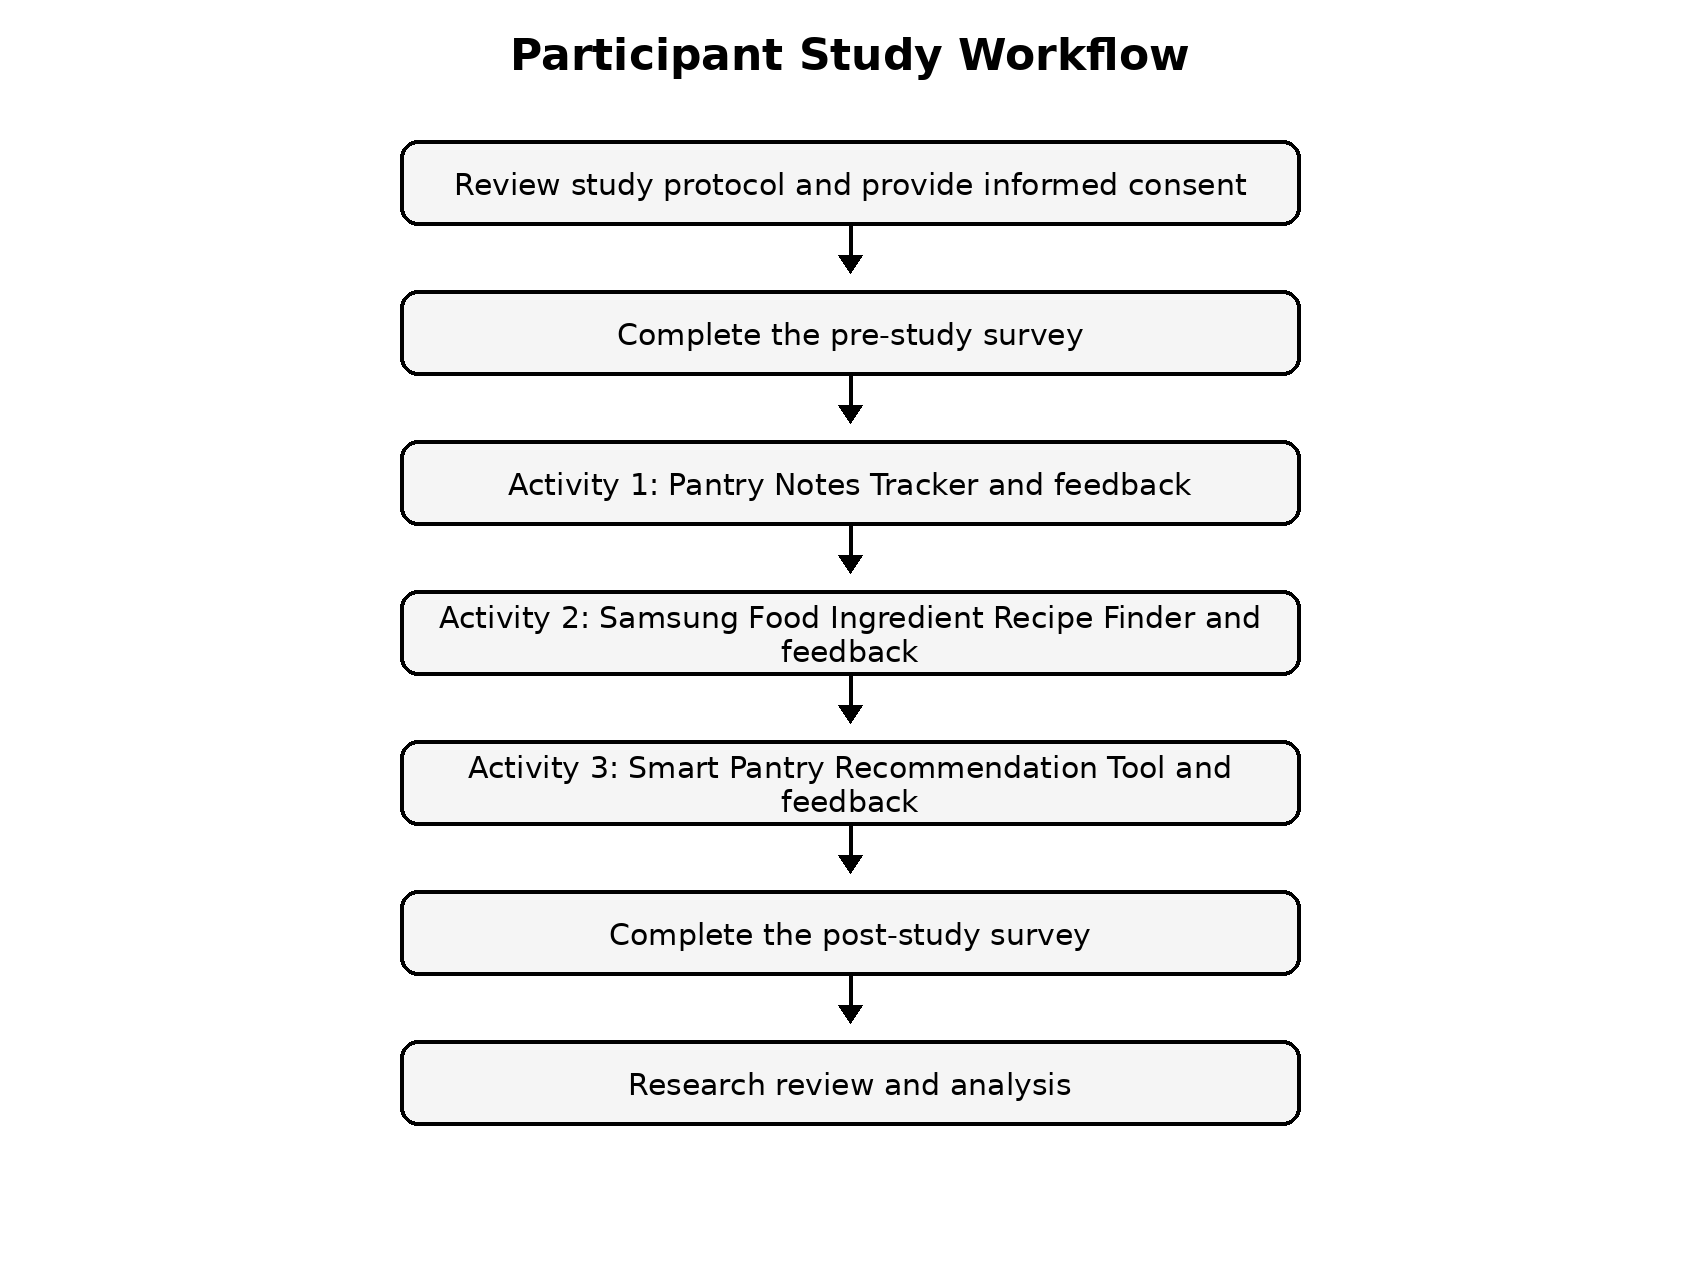 Participant Study Workflow
Review study protocol and provide informed consent
Complete the pre-study survey
Activity 1: Pantry Notes Tracker and feedback
Activity 2: Samsung Food Ingredient Recipe Finder and
feedback
Activity 3: Smart Pantry Recommendation Tool and
feedback
Complete the post-study survey
Research review and analysis